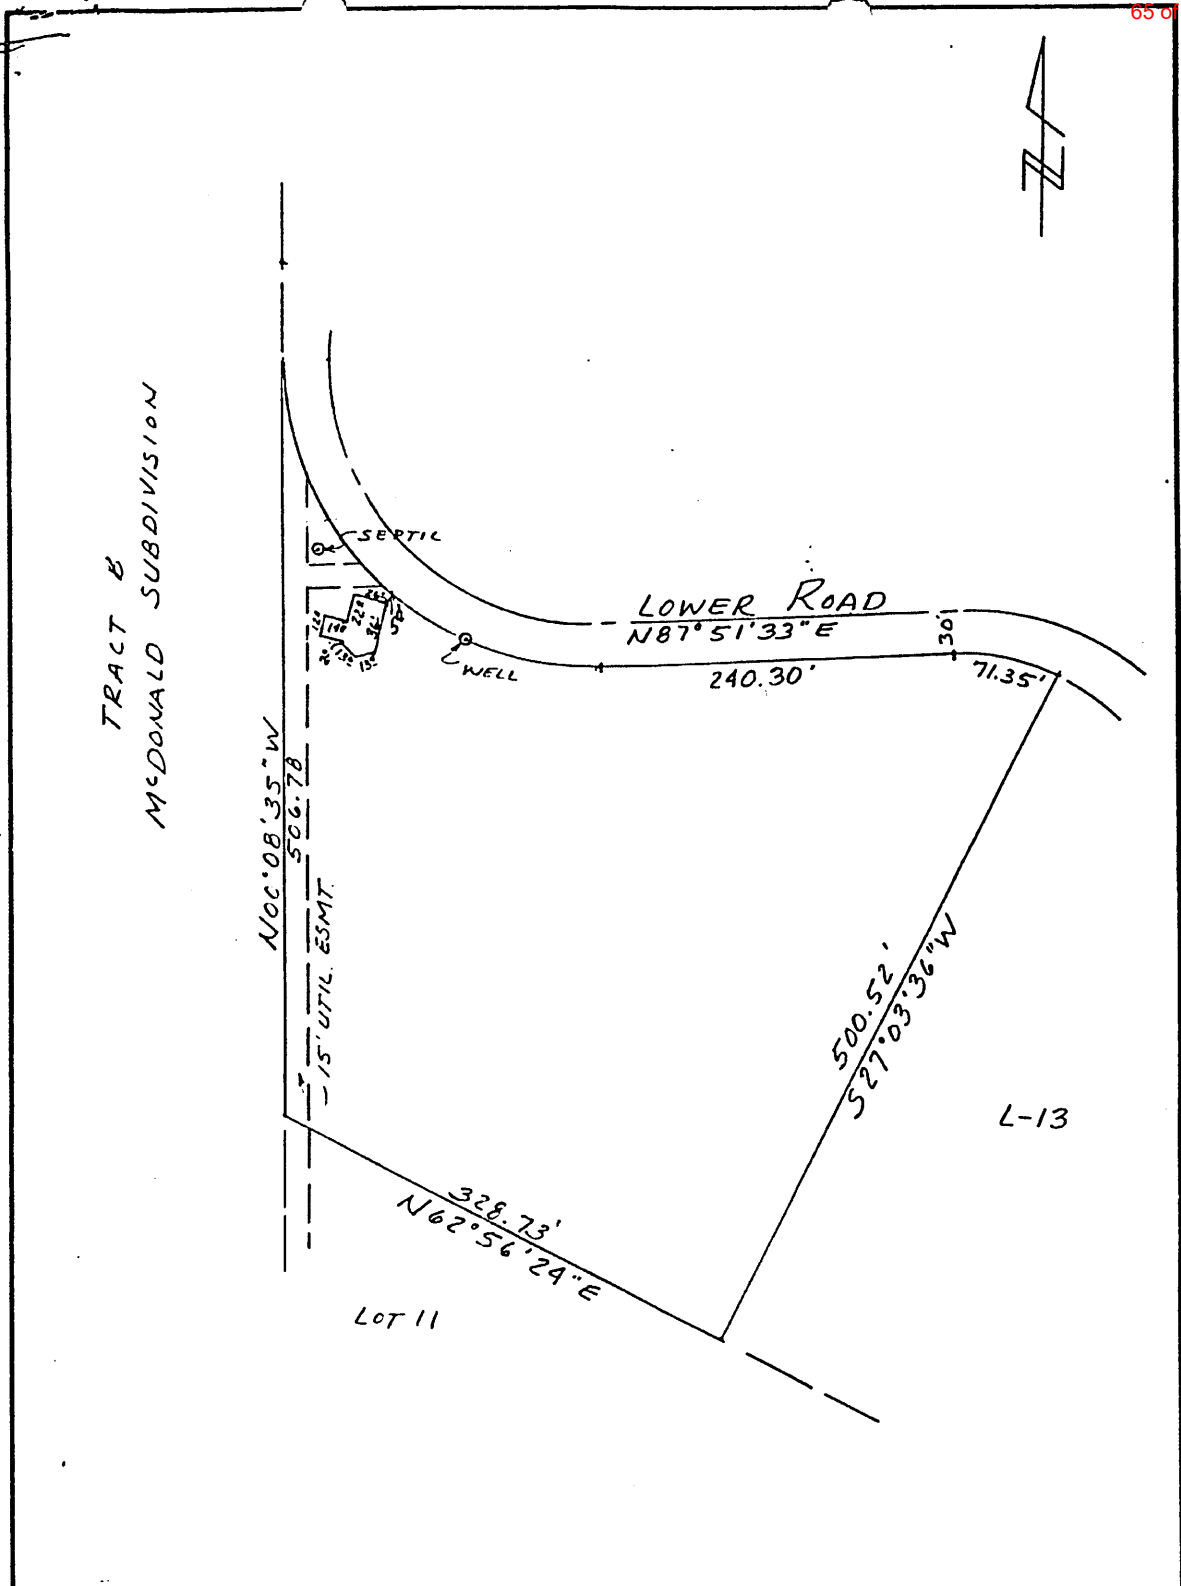 65 of
N
TRACT B
McDONALD SUBDIVISION
SEPTIC
LOWER ROAD
N87°51'33"E
30'
WELL
240.30'
71.35'
N00°08'35"W
506.78
15' UTIL. ESMT.
500.52'
S27°03'36"W
L-13
328.73'
N62°56'24"E
LOT 11